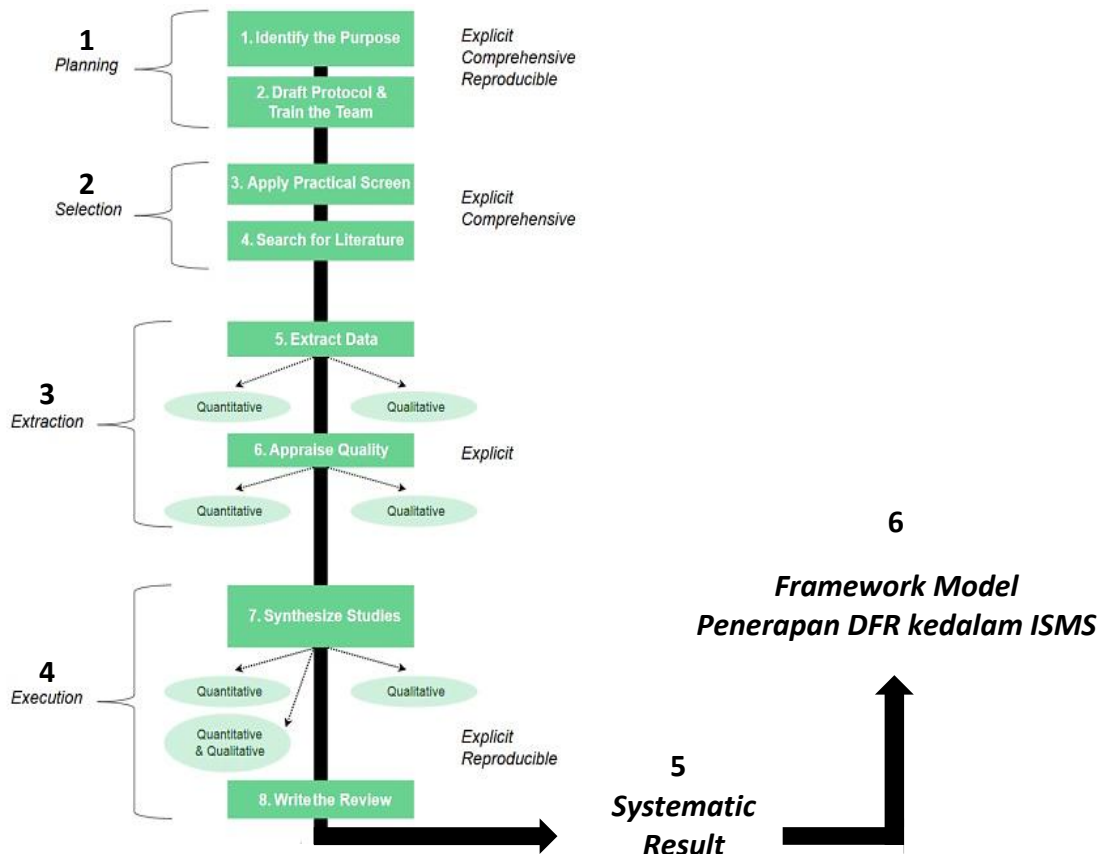 1
Planning
1. Identify the Purpose
2. Draft Protocol &
Train the Team
Explicit
Comprehensive
Reproducible
2
Selection
3. Apply Practical Screen
4. Search for Literature
Explicit
Comprehensive
3
Extraction
5. Extract Data
Quantitative
Qualitative
6. Appraise Quality
Explicit
Quantitative
Qualitative
4
Execution
7. Synthesize Studies
Quantitative
Qualitative
Quantitative
& Qualitative
Explicit
Reproducible
8. Write the Review
5
Systematic
Result
6
Framework Model
Penerapan DFR kedalam ISMS